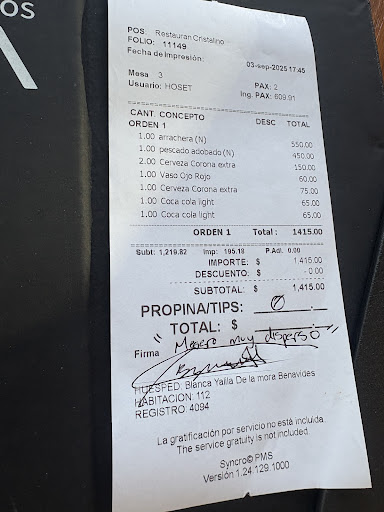 OS
POS: Restauran Cristalino
FOLIO: 11149
Fecha de Impresión:
03-sep-2025 17:45
Mesa 3 PAX: 2
Usuario: HOSET Ing. PAX: 609.91
CANT. CONCEPTO DESC TOTAL
ORDEN 1
1.00 arrachera (N) 550.00
1.00 pescado adobado (N) 450.00
2.00 Cerveza Corona extra 150.00
1.00 Vaso Ojo Rojo 60.00
1.00 Cerveza Corona extra 75.00
1.00 Coca cola light 65.00
1.00 Coca cola light 65.00
ORDEN 1 Total : 1415.00
Subt: 1,219.82 Imp: 195.18 P Adl. 0.00
IMPORTE: $ 1,415.00
DESCUENTO: $ - 0.00
SUBTOTAL: $ 1,415.00
PROPINA/TIPS: 0
TOTAL: $
"Mesero muy disperso"
Firma
HUESPED: Blanca Yailla De la mora Benavides
HABITACION: 112
REGISTRO: 4094
La gratificación por servicio no está incluida.
The service gratuity is not included.
Syncro© PMS
Versión 1.24.129.1000